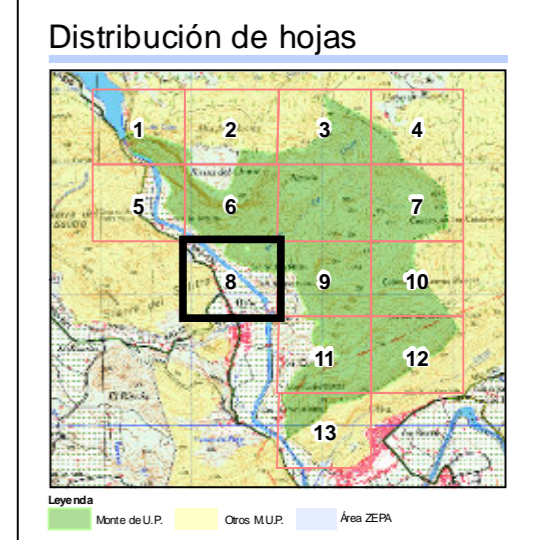 Distribución de hojas
1 2 3 4
5 6 7
8 9 10
11 12
13
Leyenda
Monte de U.P. Otros M.U.P. Área ZEPA